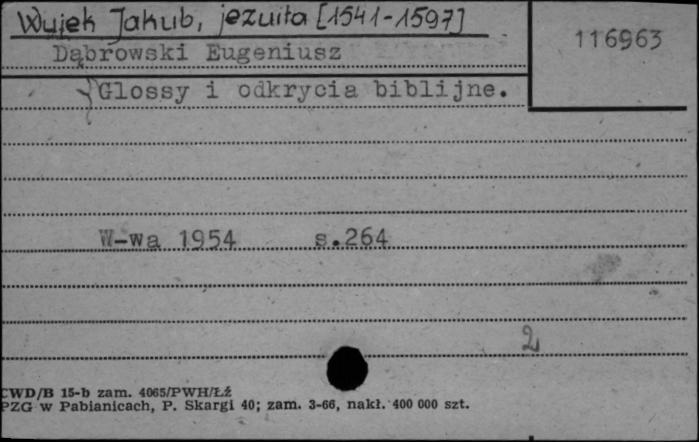 Wujek Jakub, jezuita [1541-1597]
116963
Dąbrowski Eugeniusz
Glossy i odkrycia biblijne.
W-wa 1954 s.264
2
CWD/B 15-b zam. 4065/PWH/Łź
PZG w Pabianicach, P. Skargi 40; zam. 3-66, nakł. 400 000 szt.